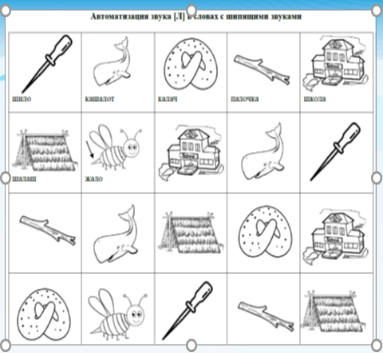 Автоматизация звука [Л] в словах с шипящими звуками
шило кашалот калач палочка школа
шалаш жало